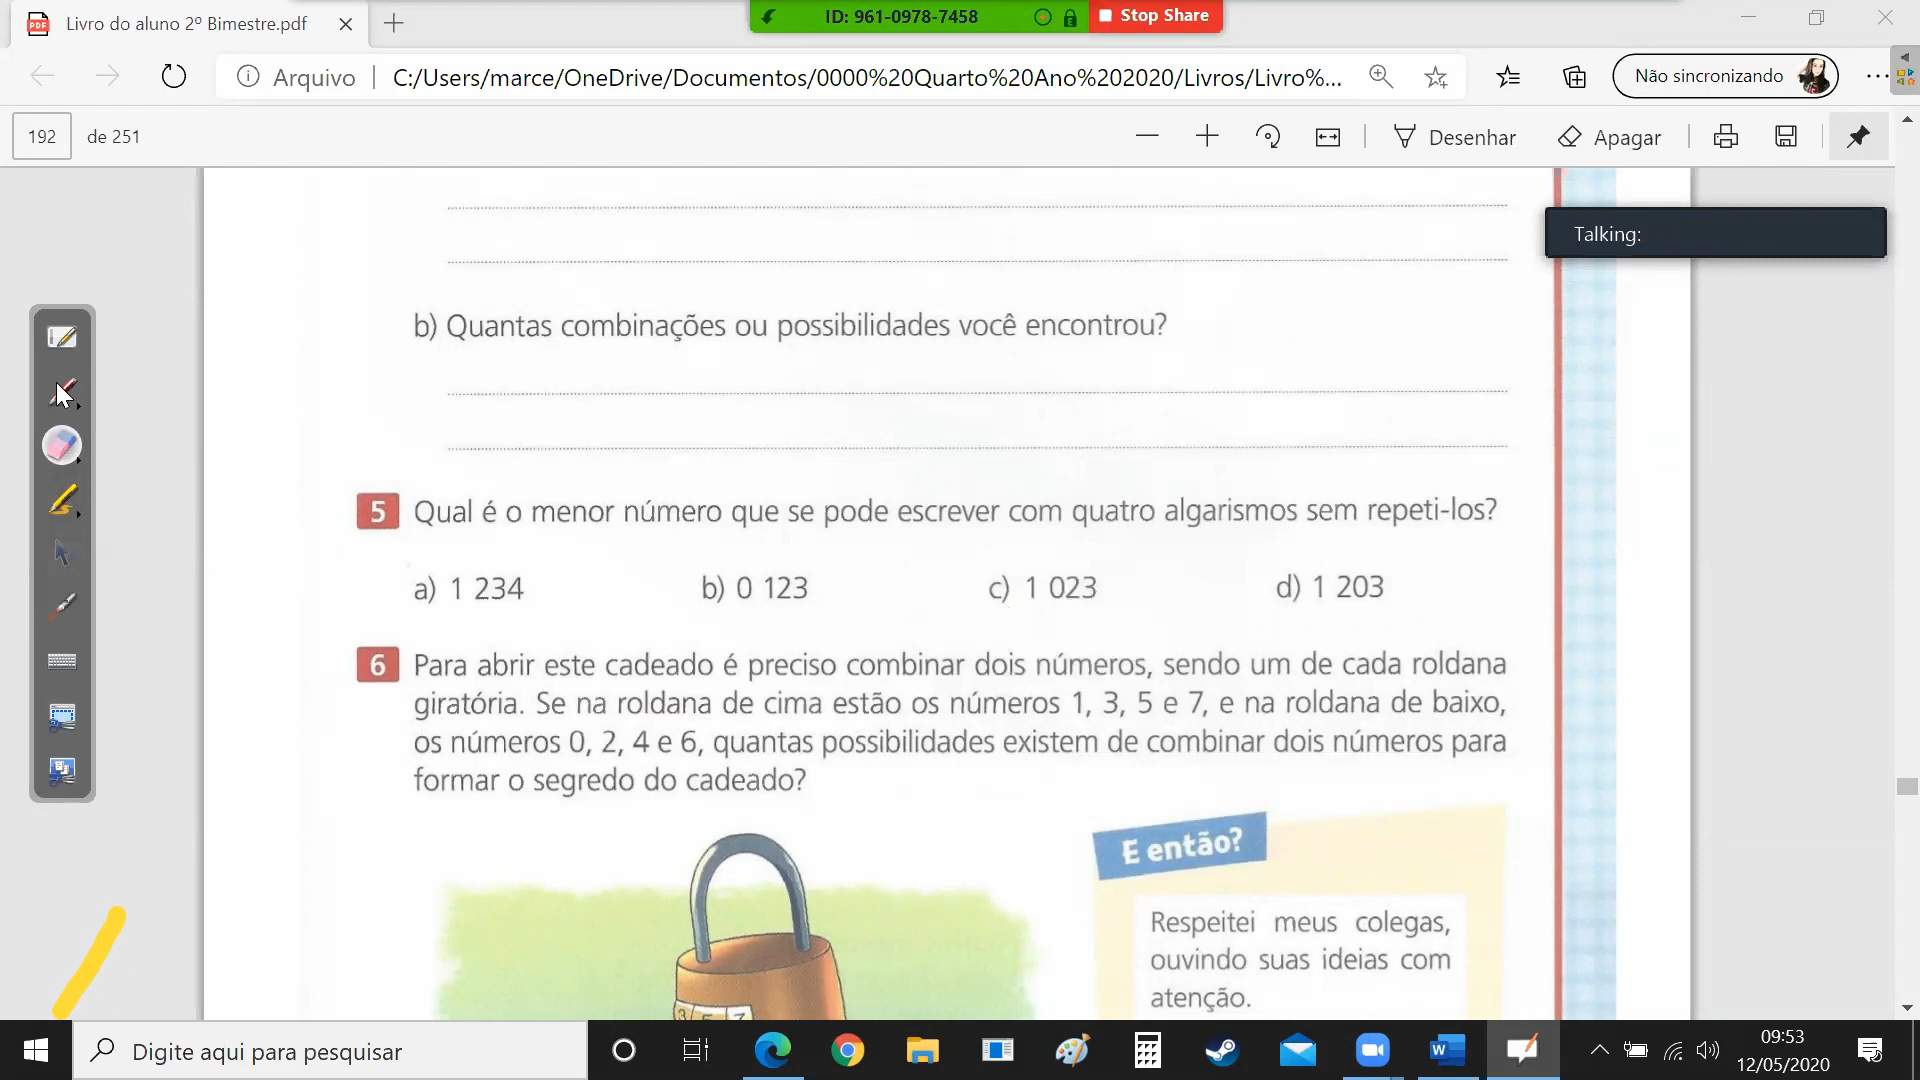 Livro do aluno 2º Bimestre.pdf
ID: 961-0978-7458
Stop Share
Arquivo
C:/Users/marce/OneDrive/Documentos/0000%20Quarto%20Ano%202020/Livros/Livro%...
Não sincronizando
192 de 251
Desenhar
Apagar
Talking:
b) Quantas combinações ou possibilidades você encontrou?
5 Qual é o menor número que se pode escrever com quatro algarismos sem repeti-los?
a) 1 234 b) 0 123 c) 1 023 d) 1 203
6 Para abrir este cadeado é preciso combinar dois números, sendo um de cada roldana
giratória. Se na roldana de cima estão os números 1, 3, 5 e 7, e na roldana de baixo,
os números 0, 2, 4 e 6, quantas possibilidades existem de combinar dois números para
formar o segredo do cadeado?
E então?
Respeitei meus colegas,
ouvindo suas ideias com
atenção.
3 5 7
Digite aqui para pesquisar
09:53
12/05/2020